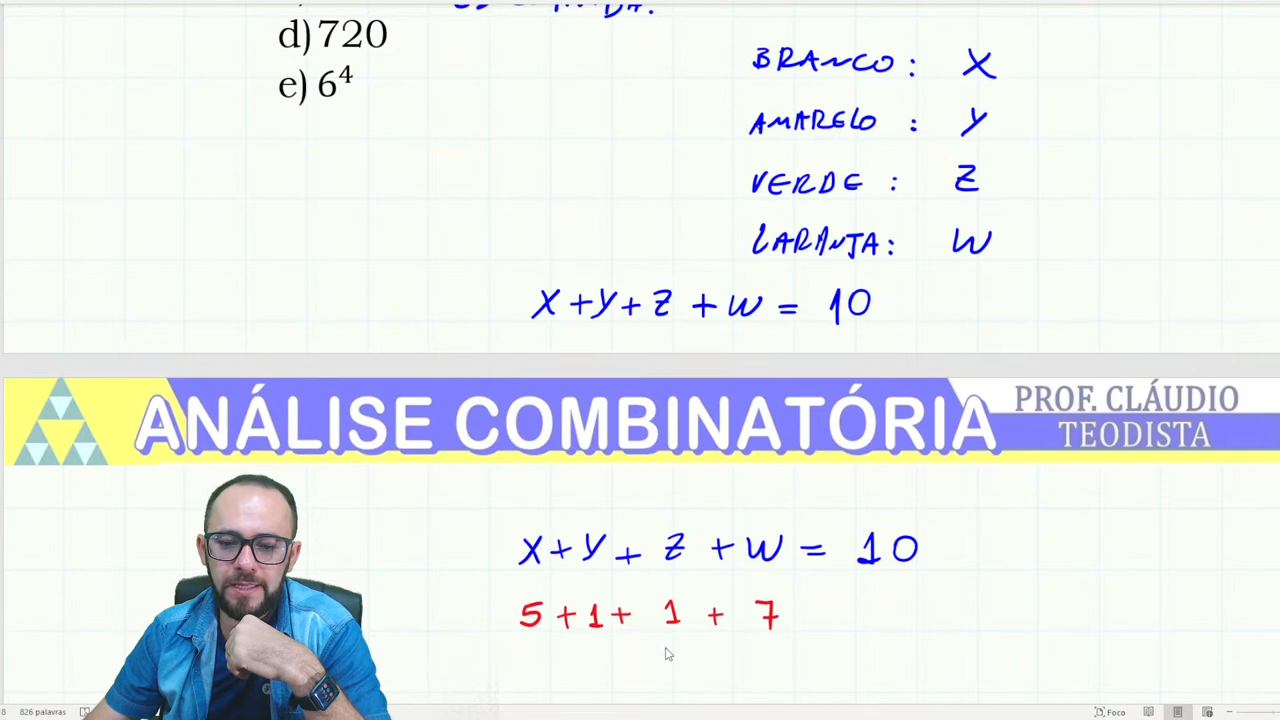 d) 720
e) 6⁴
BRANCO: X
AMARELO: Y
VERDE: Z
LARANJA: W
X+Y+Z+W = 10
ANÁLISE COMBINATÓRIA
PROF. CLÁUDIO
TEODISTA
X+Y+Z+W = 10
5+1+1+7
8
826 palavras
Foco